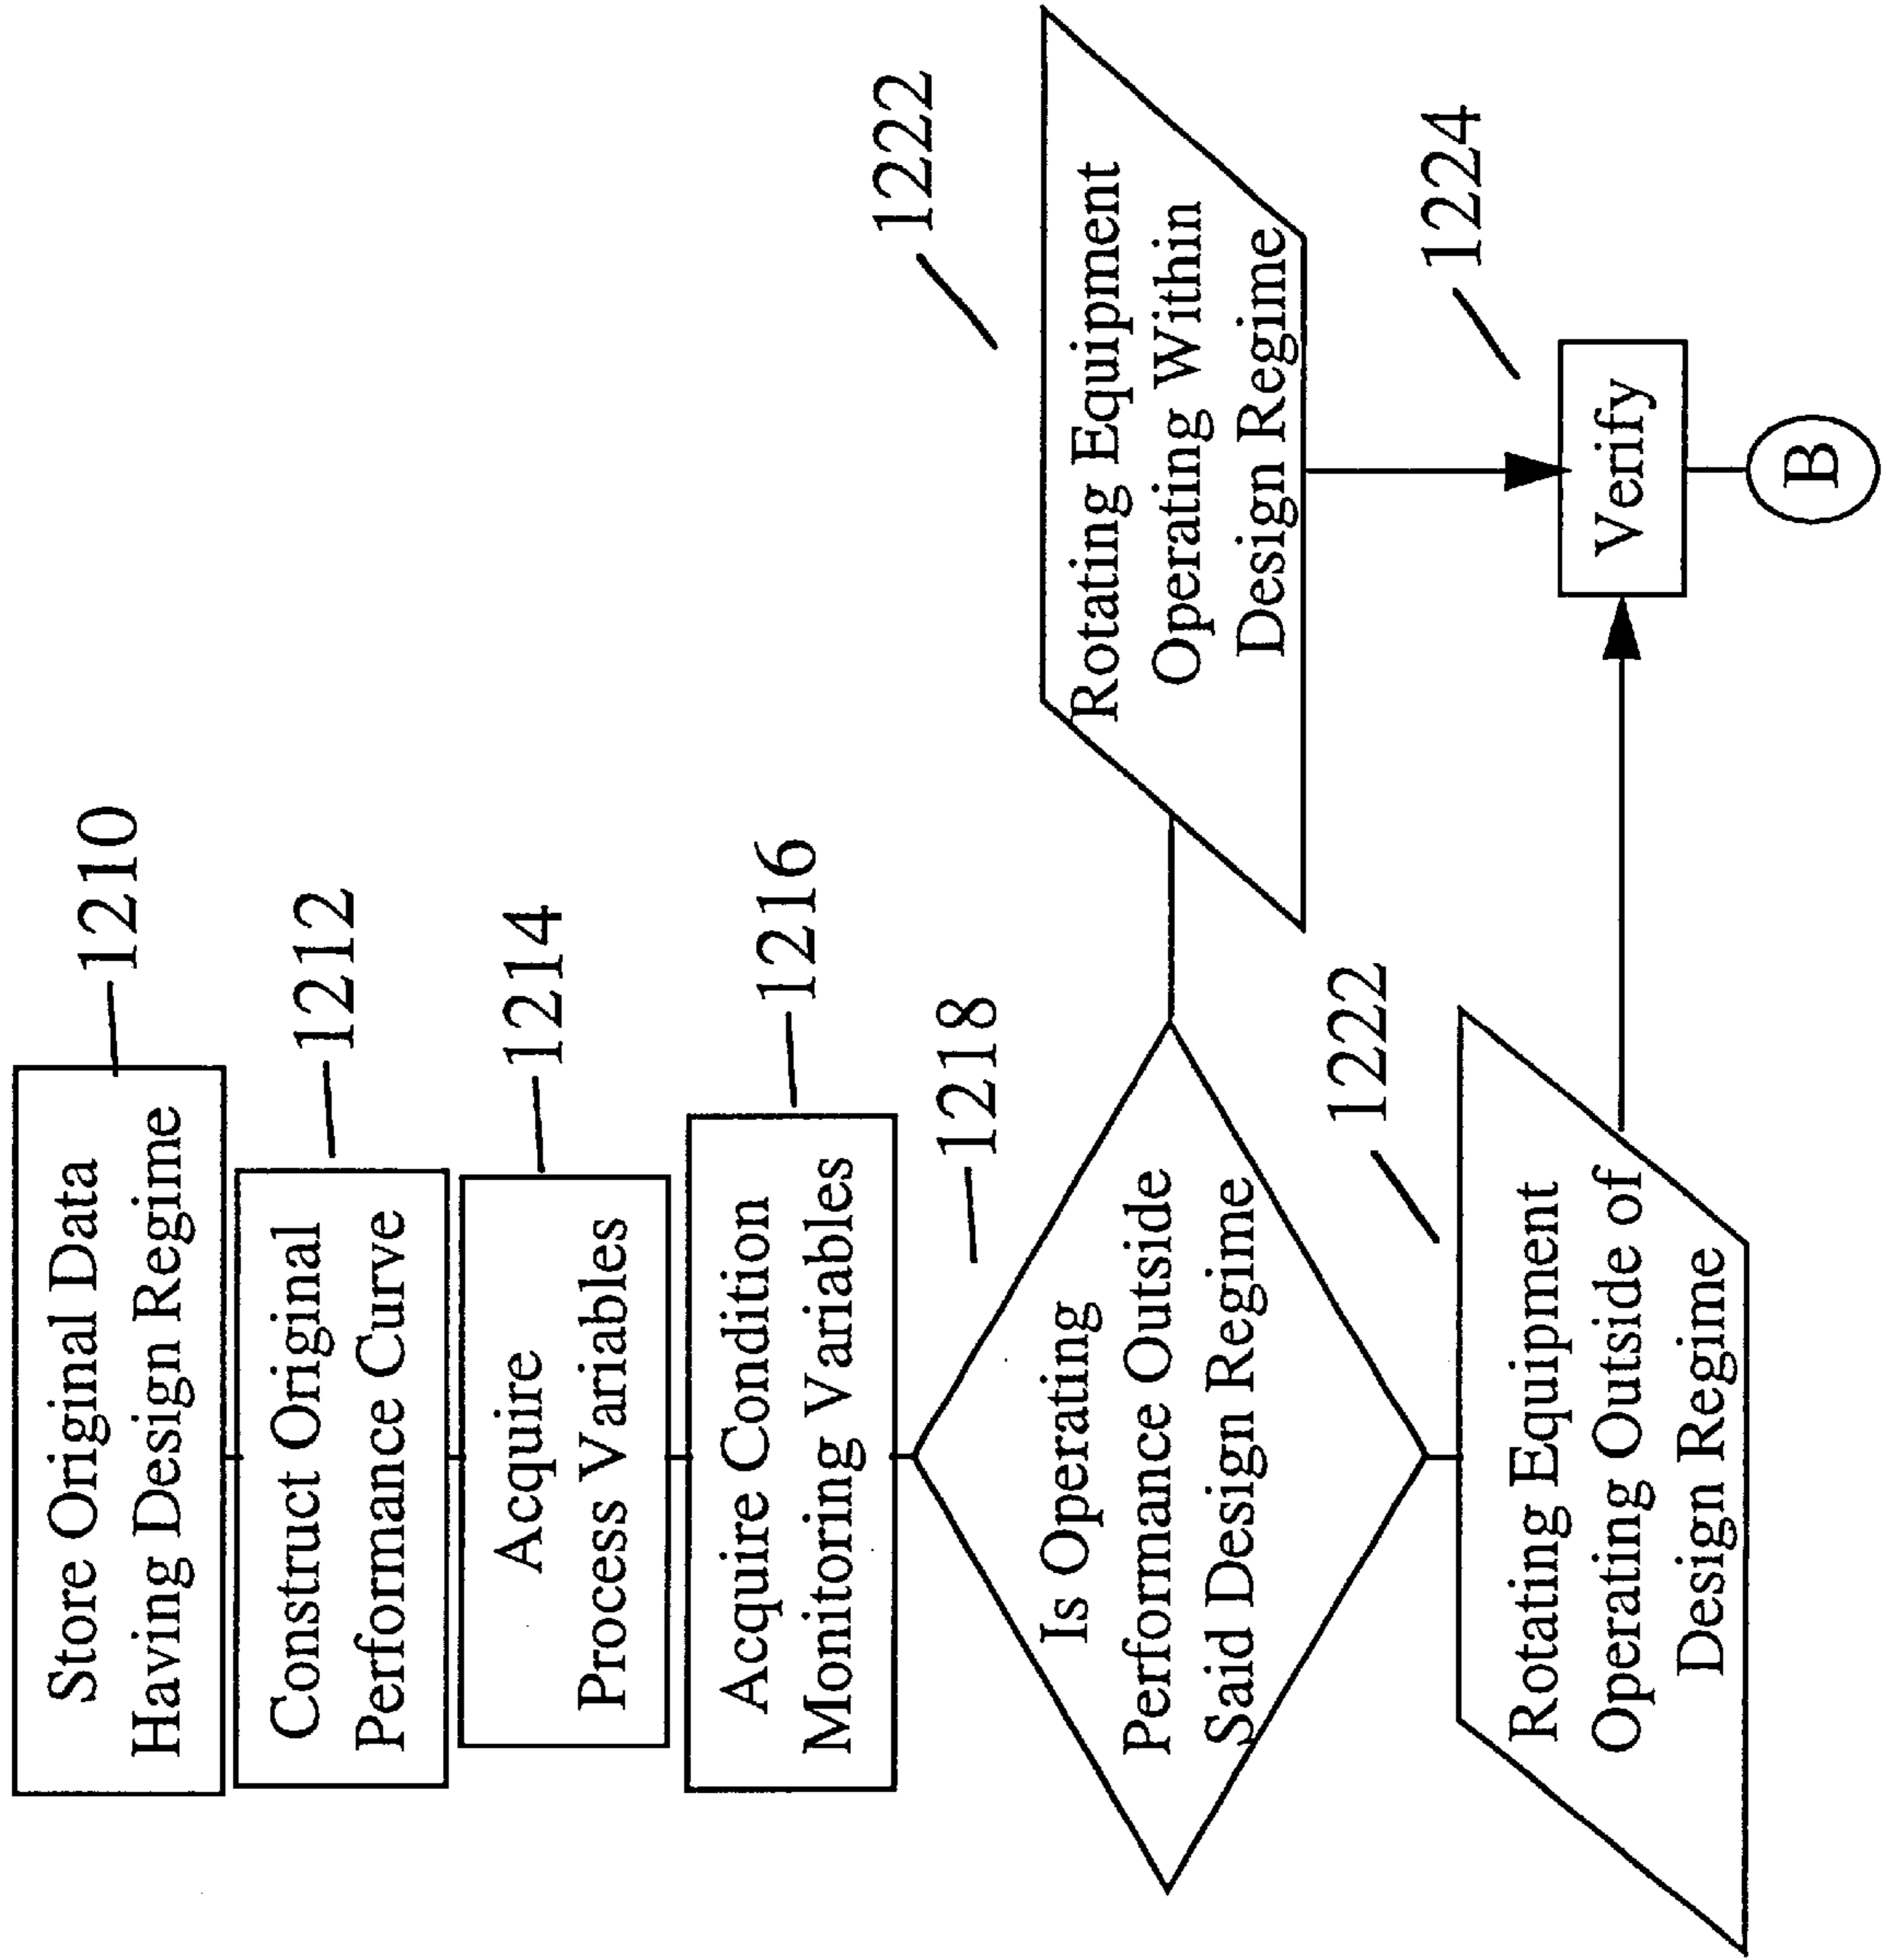 Store Original Data
Having Design Regime
1210
Construct Original
Performance Curve
1212
Acquire
Process Variables
1214
Acquire Condition
Monitoring Variables
1216
Is Operating
Performance Outside
Said Design Regime
1218
Rotating Equipment
Operating Within
Design Regime
1222
Rotating Equipment
Operating Outside of
Design Regime
1222
Verify
1224
B